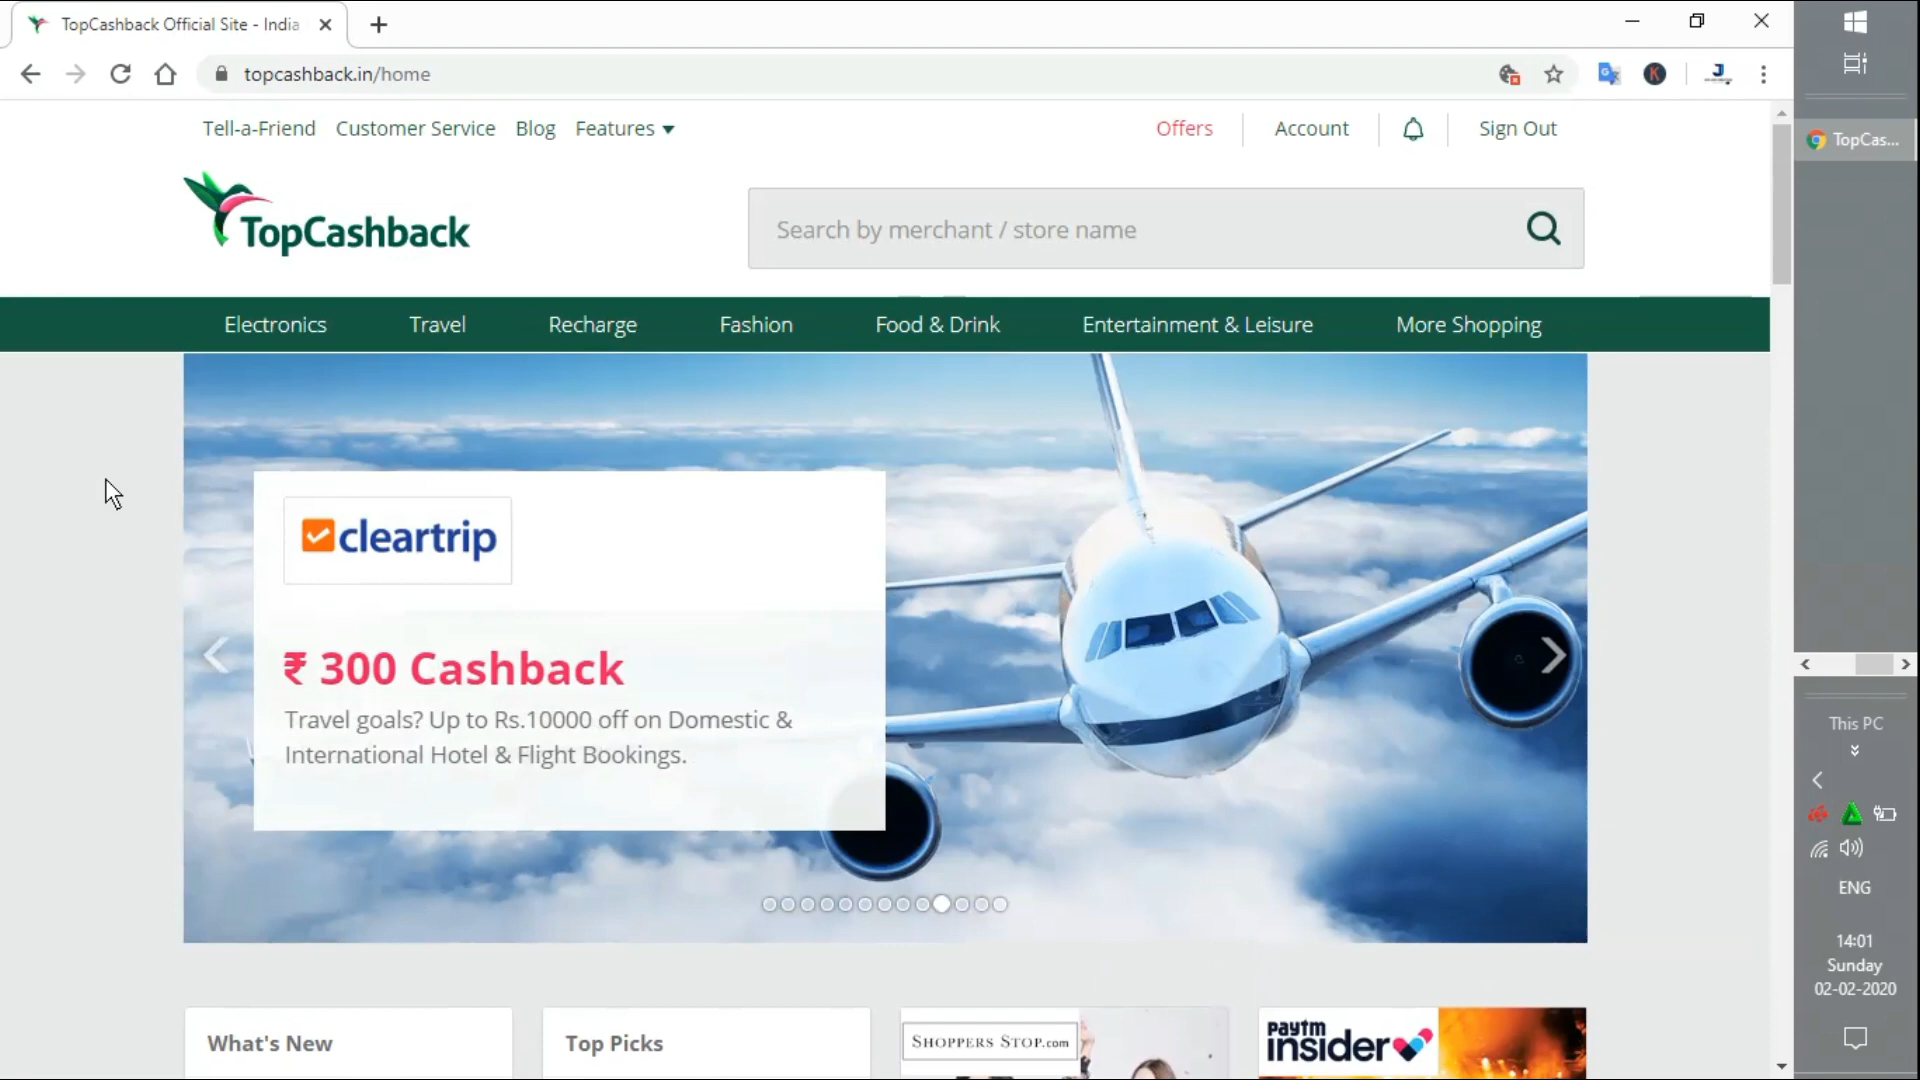 TopCashback Official Site - India
topcashback.in/home
Tell-a-Friend Customer Service Blog Features
Offers Account Sign Out
TopCashback
Search by merchant / store name
Electronics Travel Recharge Fashion Food & Drink Entertainment & Leisure More Shopping
cleartrip
₹ 300 Cashback
Travel goals? Up to Rs.10000 off on Domestic &
International Hotel & Flight Bookings.
What's New
Top Picks
SHOPPERS STOP.com
paytm
insider
TopCas...
This PC
ENG
14:01
Sunday
02-02-2020